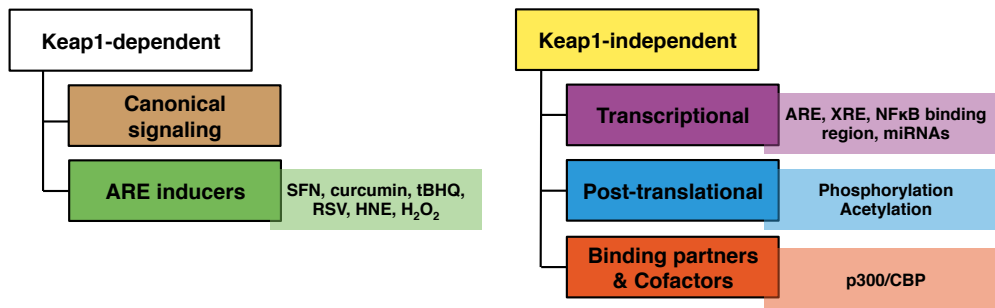 Keap1-dependent
Canonical
signaling
ARE inducers
SFN, curcumin, tBHQ,
RSV, HNE, H₂O₂
Keap1-independent
Transcriptional
ARE, XRE, NFκB binding
region, miRNAs
Post-translational
Phosphorylation
Acetylation
Binding partners
& Cofactors
p300/CBP